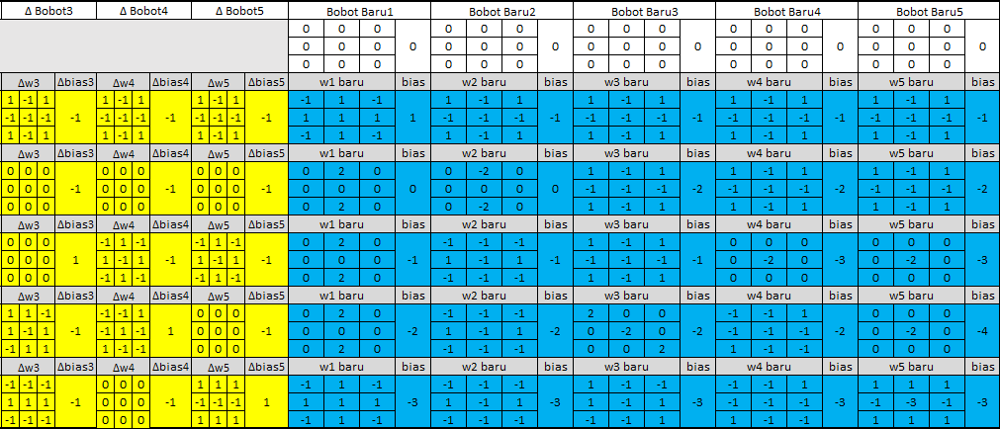 Δ Bobot3 Δ Bobot4 Δ Bobot5 Bobot Baru1 Bobot Baru2 Bobot Baru3 Bobot Baru4 Bobot Baru5
0 0 0 0 0 0 0 0 0 0 0 0 0 0 0
0 0 0 0 0 0 0 0 0 0 0 0 0 0 0 0 0 0 0 0
0 0 0 0 0 0 0 0 0 0 0 0 0 0 0
Δw3 Δbias3 Δw4 Δbias4 Δw5 Δbias5 w1 baru bias w2 baru bias w3 baru bias w4 baru bias w5 baru bias
1 -1 1 1 -1 1 1 -1 1 -1 1 -1 1 -1 1 1 -1 1 1 -1 1 1 -1 1
-1 -1 -1 -1 -1 -1 -1 -1 -1 -1 -1 -1 1 1 1 1 -1 -1 -1 -1 -1 -1 -1 -1 -1 -1 -1 -1 -1 -1 -1 -1
1 -1 1 1 -1 1 1 -1 1 -1 1 -1 1 -1 1 1 -1 1 1 -1 1 1 -1 1
Δw3 Δbias3 Δw4 Δbias4 Δw5 Δbias5 w1 baru bias w2 baru bias w3 baru bias w4 baru bias w5 baru bias
0 0 0 0 0 0 0 0 0 0 2 0 0 -2 0 1 -1 1 1 -1 1 1 -1 1
0 0 0 -1 0 0 0 -1 0 0 0 -1 0 0 0 0 0 0 0 0 -1 -1 -1 -2 -1 -1 -1 -2 -1 -1 -1 -2
0 0 0 0 0 0 0 0 0 0 2 0 0 -2 0 1 -1 1 1 -1 1 1 -1 1
Δw3 Δbias3 Δw4 Δbias4 Δw5 Δbias5 w1 baru bias w2 baru bias w3 baru bias w4 baru bias w5 baru bias
0 0 0 -1 1 -1 -1 1 -1 0 2 0 -1 -1 -1 1 -1 1 0 0 0 0 0 0
0 0 0 1 1 -1 1 -1 1 -1 1 -1 0 0 0 -1 1 -1 1 -1 -1 -1 -1 -1 0 -2 0 -3 0 -2 0 -3
0 0 0 -1 1 -1 -1 1 -1 0 2 0 -1 -1 -1 1 -1 1 0 0 0 0 0 0
Δw3 Δbias3 Δw4 Δbias4 Δw5 Δbias5 w1 baru bias w2 baru bias w3 baru bias w4 baru bias w5 baru bias
1 1 -1 -1 -1 1 0 0 0 0 2 0 -1 -1 -1 2 0 0 -1 -1 1 0 0 0
1 -1 1 -1 -1 1 -1 1 0 0 0 -1 0 0 0 -2 1 -1 1 -2 0 -2 0 -2 -1 -1 -1 -2 0 -2 0 -4
-1 1 1 1 -1 -1 0 0 0 0 2 0 -1 -1 -1 0 0 2 1 -1 -1 0 0 0
Δw3 Δbias3 Δw4 Δbias4 Δw5 Δbias5 w1 baru bias w2 baru bias w3 baru bias w4 baru bias w5 baru bias
-1 -1 -1 0 0 0 1 1 1 -1 1 -1 -1 -1 -1 1 -1 -1 -1 -1 1 1 1 1
1 1 1 -1 0 0 0 -1 -1 -1 -1 1 1 1 1 -3 1 -1 1 -3 1 -1 1 -3 -1 -1 -1 -3 -1 -3 -1 -3
-1 -1 -1 0 0 0 1 1 1 -1 1 -1 -1 -1 -1 -1 -1 1 1 -1 -1 1 1 1